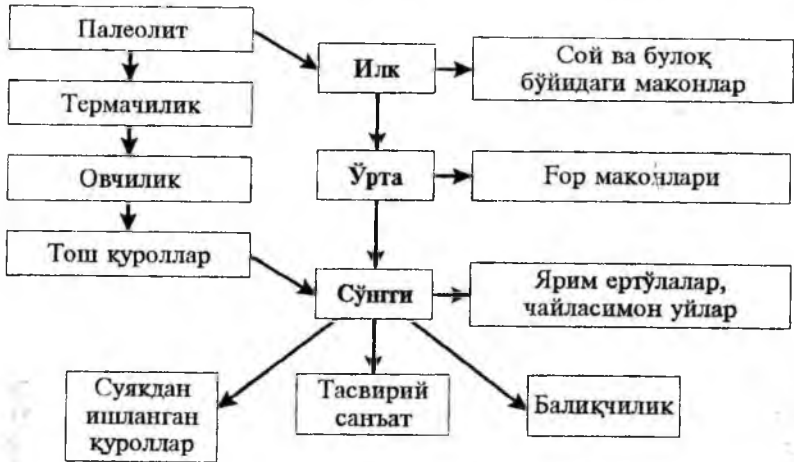 Палеолит
Илк
Сой ва булоқ
бўйидаги маконлар
Термачилик
Овчилик
Ўрта
Ғор маконлари
Тош қуроллар
Сўнгги
Ярим ертўлалар,
чайласимон уйлар
Суякдан
ишланган
қуроллар
Тасвирий
санъат
Балиқчилик